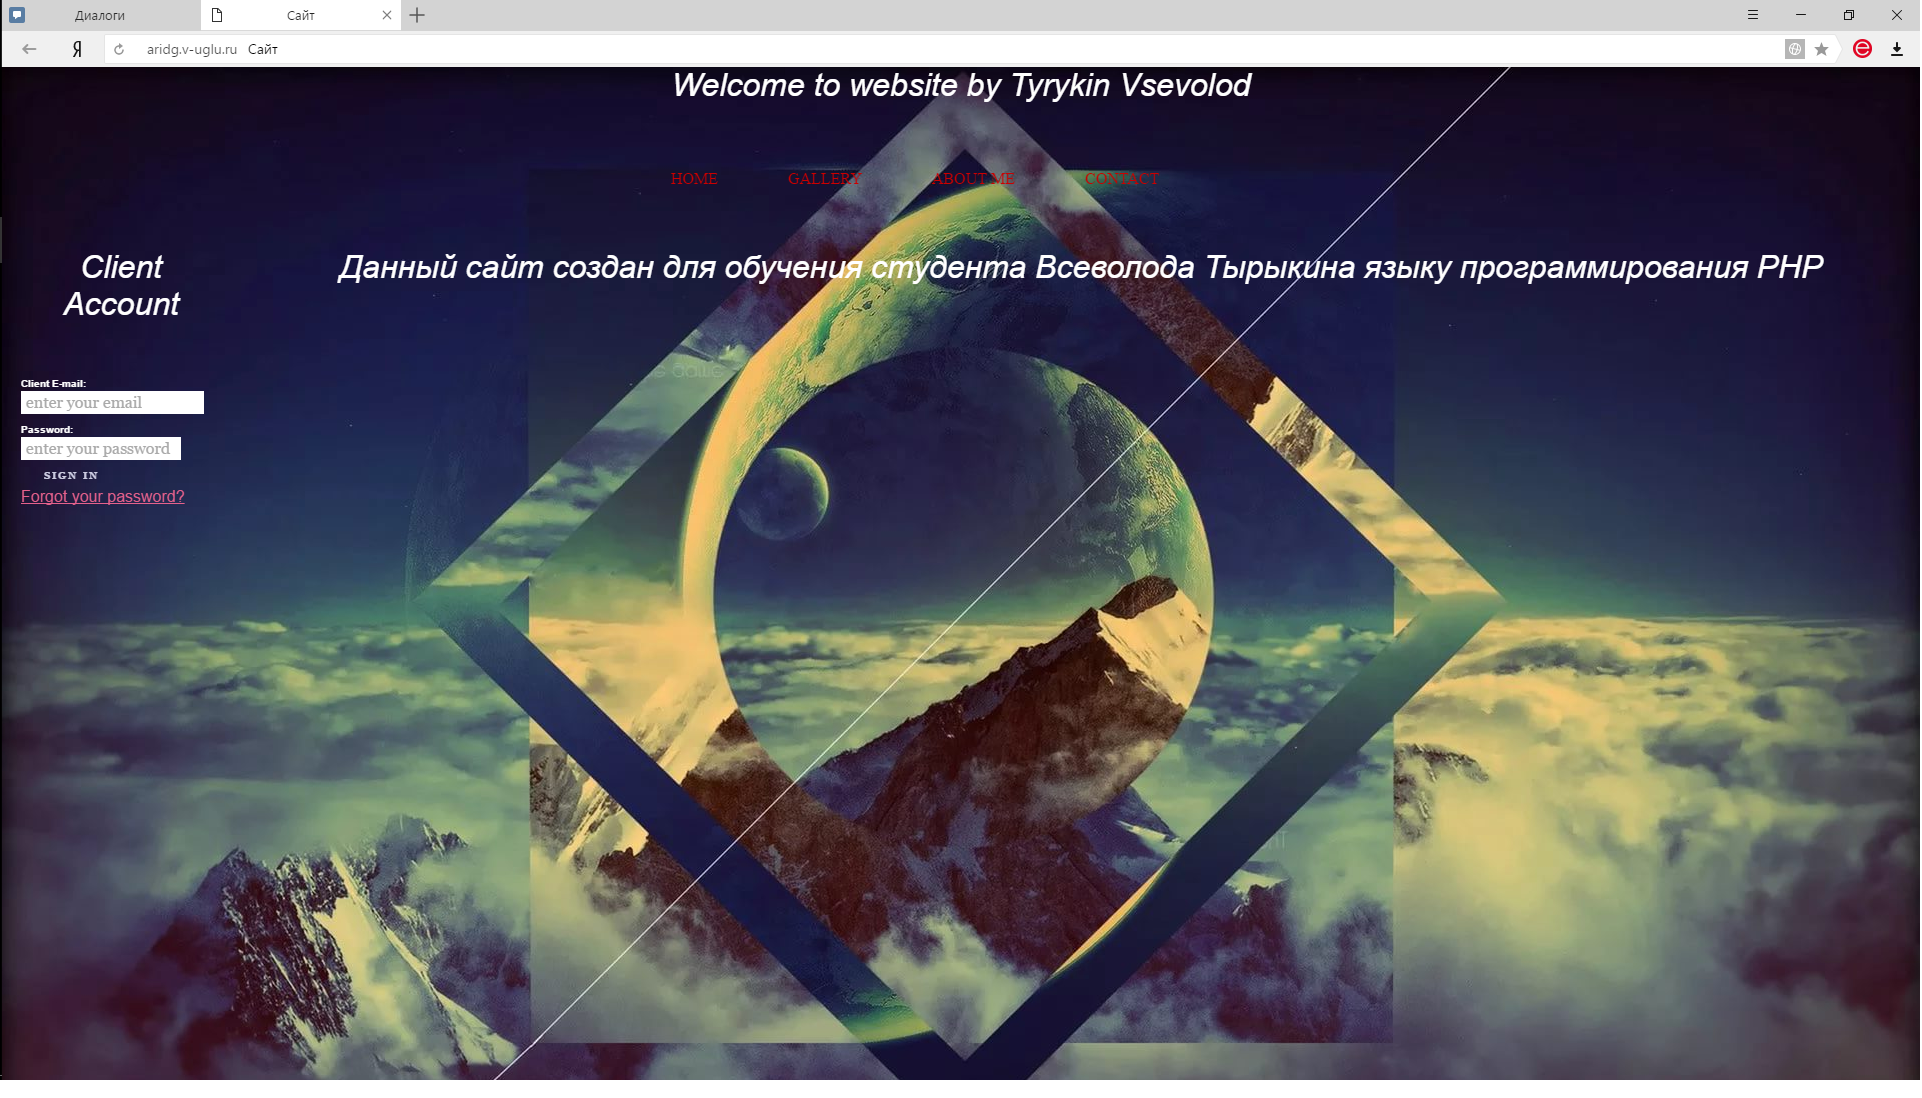 Диалоги
Сайт
aridg.v-uglu.ru Сайт
Welcome to website by Tyrykin Vsevolod
HOME GALLERY ABOUT ME CONTACT
Client
Account
Данный сайт создан для обучения студента Всеволода Тырыкина языку программирования PHP
Client E-mail:
enter your email
Password:
enter your password
SIGN IN
Forgot your password?